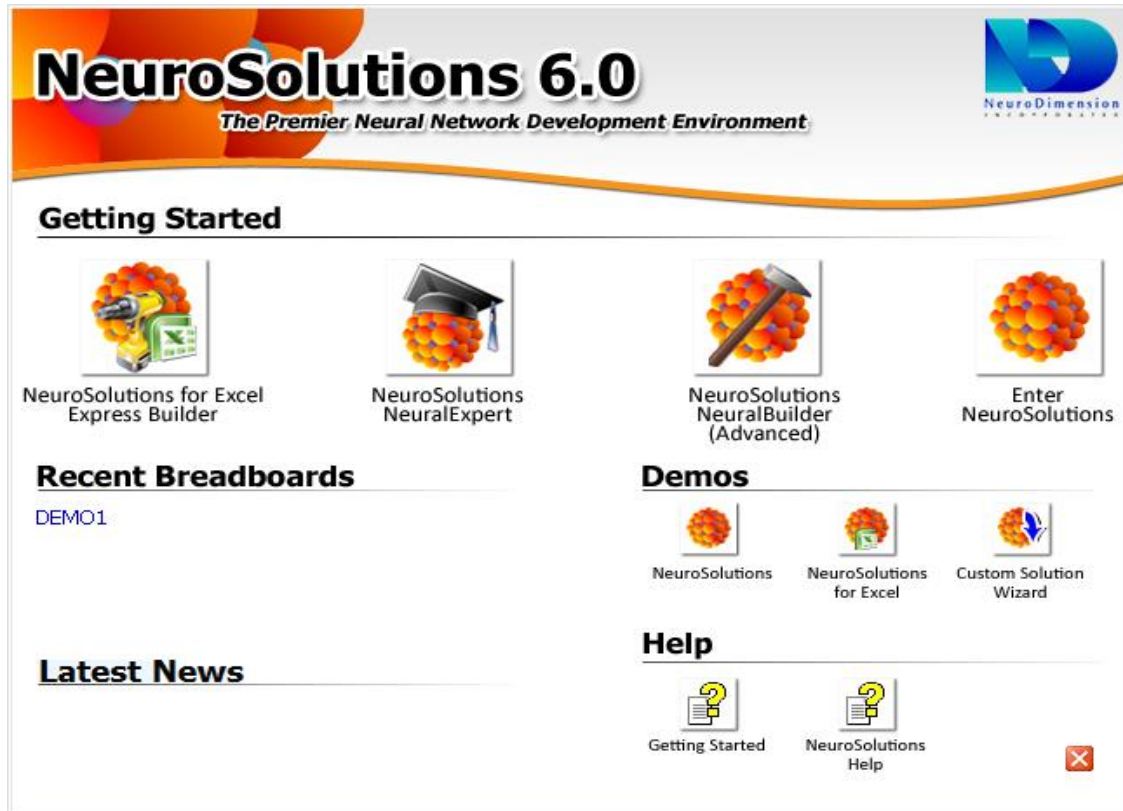 NeuroSolutions 6.0
The Premier Neural Network Development Environment
NeuroDimension
INCORPORATED
Getting Started
NeuroSolutions for Excel
Express Builder
NeuroSolutions
NeuralExpert
NeuroSolutions
NeuralBuilder
(Advanced)
Enter
NeuroSolutions
Recent Breadboards
DEMO1
Demos
NeuroSolutions
NeuroSolutions
for Excel
Custom Solution
Wizard
Latest News
Help
Getting Started
NeuroSolutions
Help